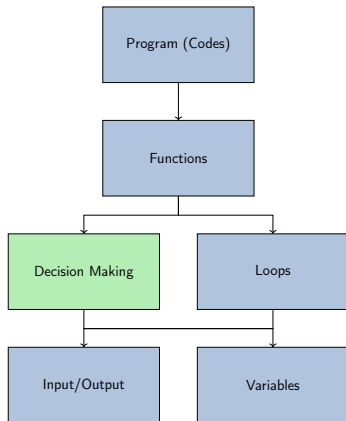 Program (Codes)
Functions
Decision Making
Loops
Input/Output
Variables